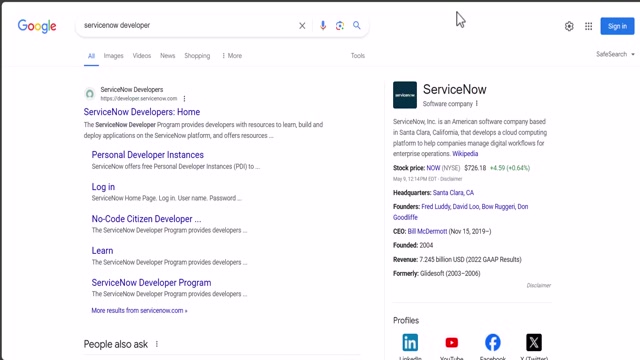 Google
servicenow developer
Sign in
All
Images
Videos
News
Shopping
More
Tools
SafeSearch
ServiceNow Developers
https://developer.servicenow.com
ServiceNow Developers: Home
The ServiceNow Developer Program provides developers with resources to learn, build and
deploy applications on the ServiceNow platform, and offers resources ...
Personal Developer Instances
ServiceNow offers free Personal Developer Instances (PDI) to ...
Log in
ServiceNow Home Page. Log in. User name. Password ...
No-Code Citizen Developer ...
The ServiceNow Developer Program provides developers ...
Learn
The ServiceNow Developer Program provides developers ...
ServiceNow Developer Program
The ServiceNow Developer Program provides developers ...
More results from servicenow.com »
People also ask
servicenow
ServiceNow
Software company
ServiceNow, Inc. is an American software company based
in Santa Clara, California, that develops a cloud computing
platform to help companies manage digital workflows for
enterprise operations. Wikipedia
Stock price: NOW (NYSE) $726.18 +4.59 (+0.64%)
May 9, 12:14 PM EDT - Disclaimer
Headquarters: Santa Clara, CA
Founders: Fred Luddy, David Loo, Bow Ruggeri, Don
Goodliffe
CEO: Bill McDermott (Nov 15, 2019–)
Founded: 2004
Revenue: 7.245 billion USD (2022 GAAP Results)
Formerly: Glidesoft (2003–2006)
Disclaimer
Profiles
LinkedIn
YouTube
Facebook
X (Twitter)